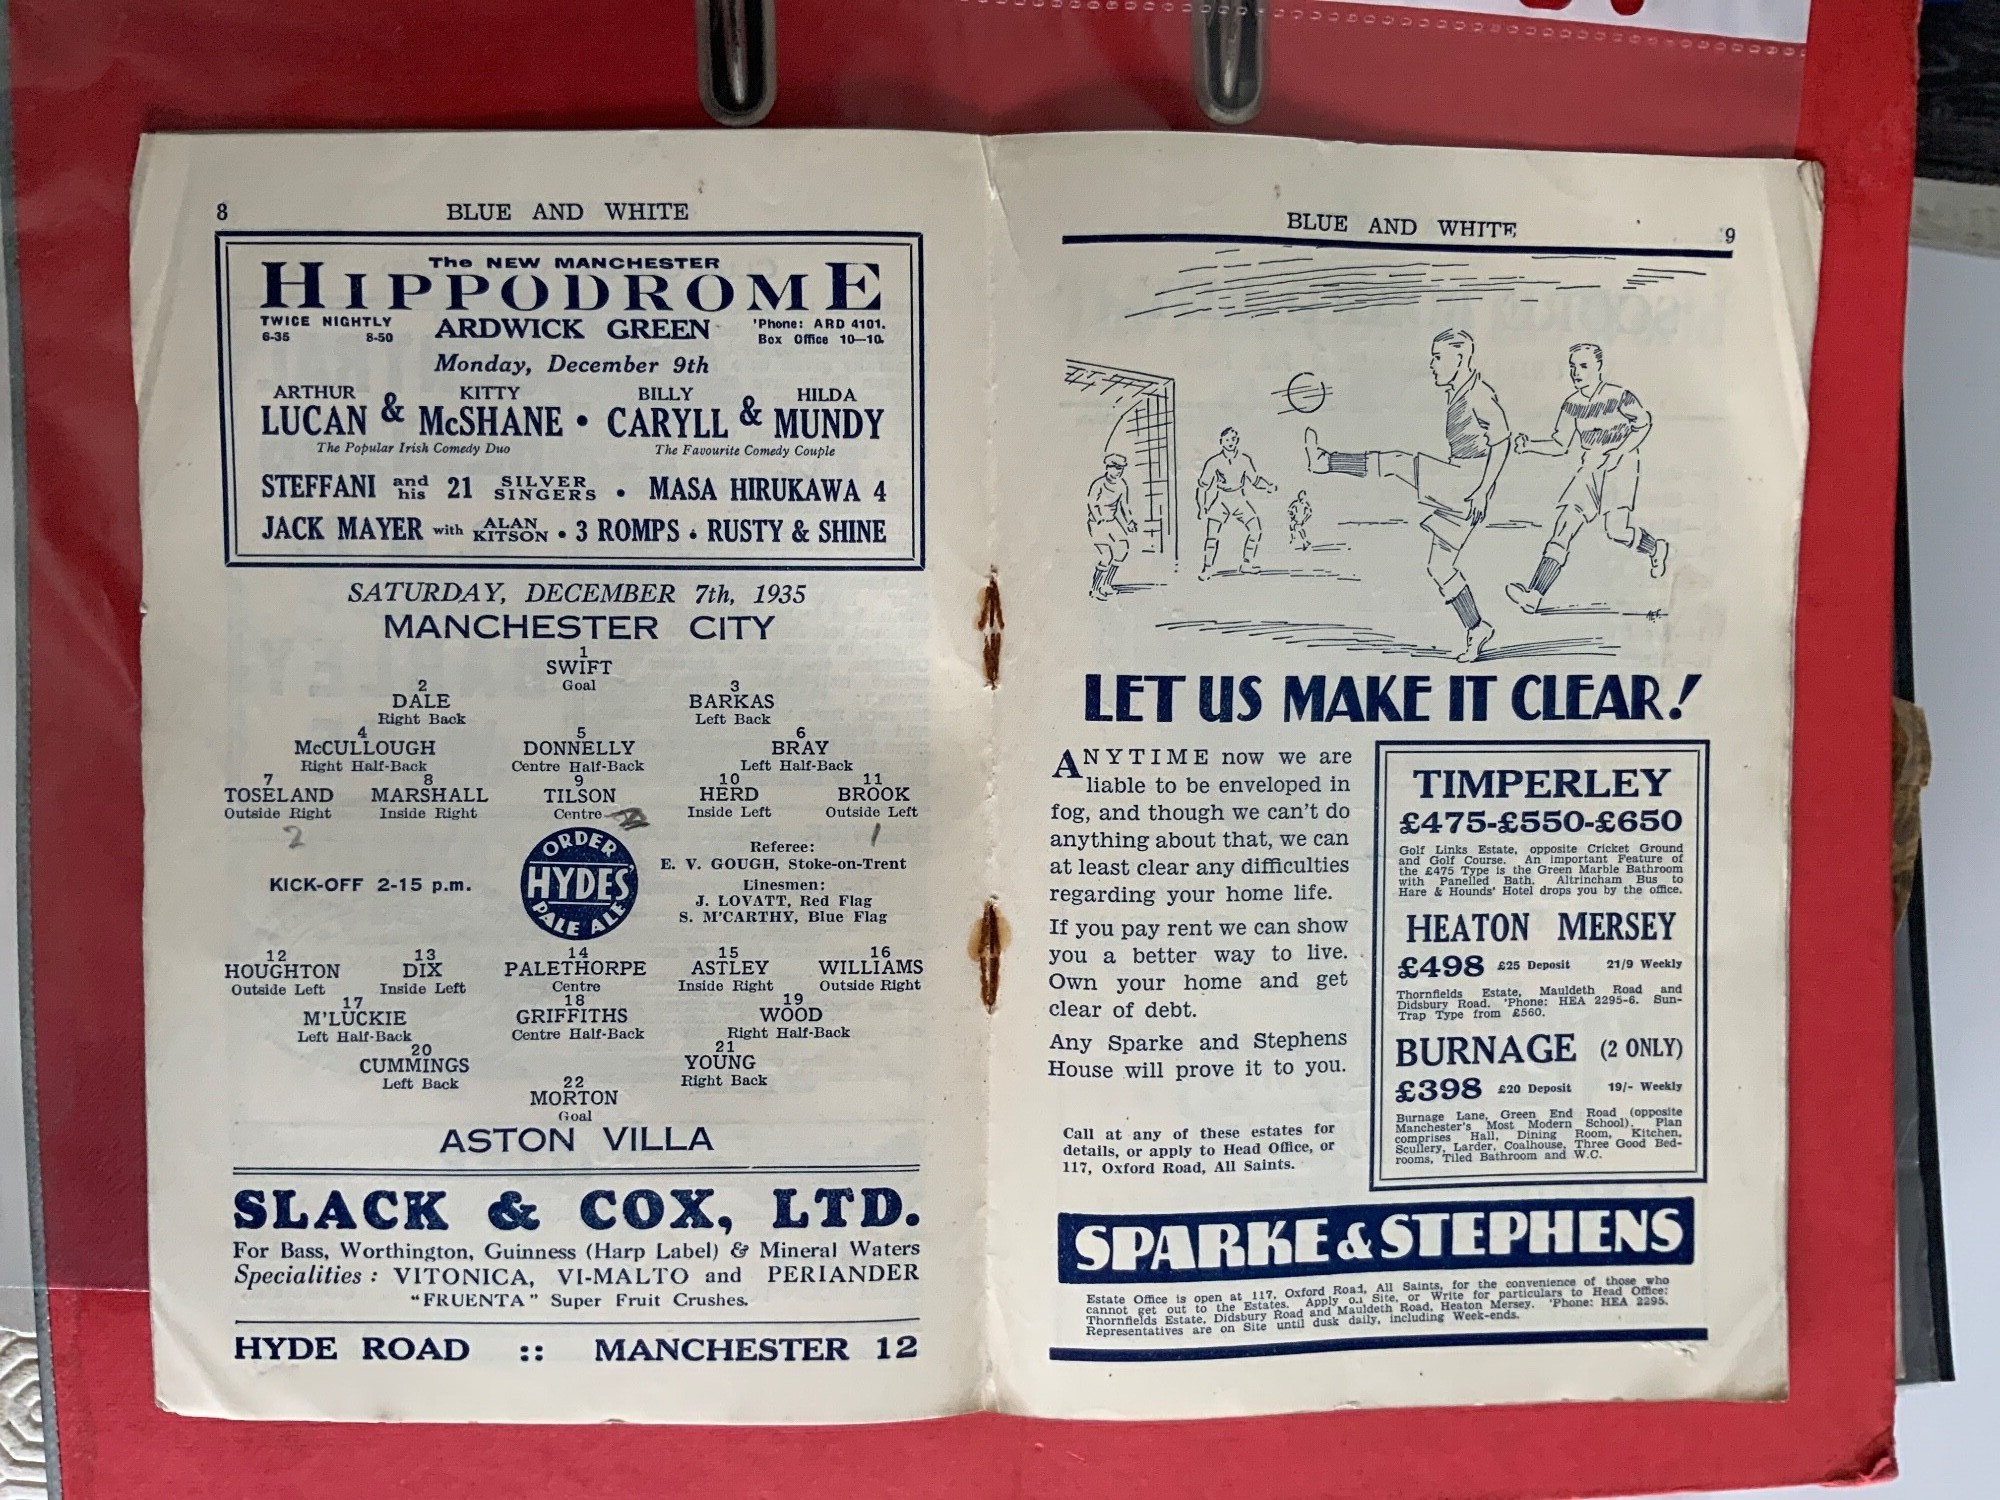 8
BLUE AND WHITE
The NEW MANCHESTER
HIPPODROME
TWICE NIGHTLY
6-35 8-50
ARDWICK GREEN
'Phone: ARD 4101.
Box Office 10—10.
Monday, December 9th
ARTHUR KITTY BILLY HILDA
LUCAN & McSHANE • CARYLL & MUNDY
The Popular Irish Comedy Duo The Favourite Comedy Couple
STEFFANI and his 21 SILVER SINGERS • MASA HIRUKAWA 4
JACK MAYER with ALAN KITSON • 3 ROMPS • RUSTY & SHINE
SATURDAY, DECEMBER 7th, 1935
MANCHESTER CITY
1
SWIFT
Goal
2 3
DALE BARKAS
Right Back Left Back
4 5 6
McCULLOUGH DONNELLY BRAY
Right Half-Back Centre Half-Back Left Half-Back
7 8 9 10 11
TOSELAND MARSHALL TILSON HERD BROOK
Outside Right Inside Right Centre Inside Left Outside Left
2 1
KICK-OFF 2-15 p.m.
ORDER
HYDES'
PALE ALE
Referee:
E. V. GOUGH, Stoke-on-Trent
Linesmen:
J. LOVATT, Red Flag
S. M'CARTHY, Blue Flag
12 13 14 15 16
HOUGHTON DIX PALETHORPE ASTLEY WILLIAMS
Outside Left Inside Left Centre Inside Right Outside Right
17 18 19
M'LUCKIE GRIFFITHS WOOD
Left Half-Back Centre Half-Back Right Half-Back
20 21
CUMMINGS YOUNG
Left Back Right Back
22
MORTON
Goal
ASTON VILLA
SLACK & COX, LTD.
For Bass, Worthington, Guinness (Harp Label) & Mineral Waters
Specialities : VITONICA, VI-MALTO and PERIANDER
"FRUENTA" Super Fruit Crushes.
HYDE ROAD :: MANCHESTER 12
BLUE AND WHITE
9
LET US MAKE IT CLEAR!
ANYTIME now we are
liable to be enveloped in
fog, and though we can't do
anything about that, we can
at least clear any difficulties
regarding your home life.
If you pay rent we can show
you a better way to live.
Own your home and get
clear of debt.
Any Sparke and Stephens
House will prove it to you.
Call at any of these estates for
details, or apply to Head Office, or
117, Oxford Road, All Saints.
TIMPERLEY
£475-£550-£650
Golf Links Estate, opposite Cricket Ground
and Golf Course. An important Feature of
the £475 Type is the Green Marble Bathroom
with Panelled Bath. Altrincham Bus to
Hare & Hounds' Hotel drops you by the office.
HEATON MERSEY
£498 £25 Deposit 21/9 Weekly
Thornfields Estate, Mauldeth Road and
Didsbury Road. 'Phone: HEA 2295-6. Sun-
Trap Type from £560.
BURNAGE (2 ONLY)
£398 £20 Deposit 19/- Weekly
Burnage Lane, Green End Road (opposite
Manchester's Most Modern School). Plan
comprises Hall, Dining Room, Kitchen,
Scullery, Larder, Coalhouse, Three Good Bed-
rooms, Tiled Bathroom and W.C.
SPARKE & STEPHENS
Estate Office is open at 117, Oxford Road, All Saints, for the convenience of those who
cannot get out to the Estates. Apply on Site, or Write for particulars to Head Office:
Thornfields Estate, Didsbury Road and Mauldeth Road, Heaton Mersey. 'Phone: HEA 2295.
Representatives are on Site until dusk daily, including Week-ends.